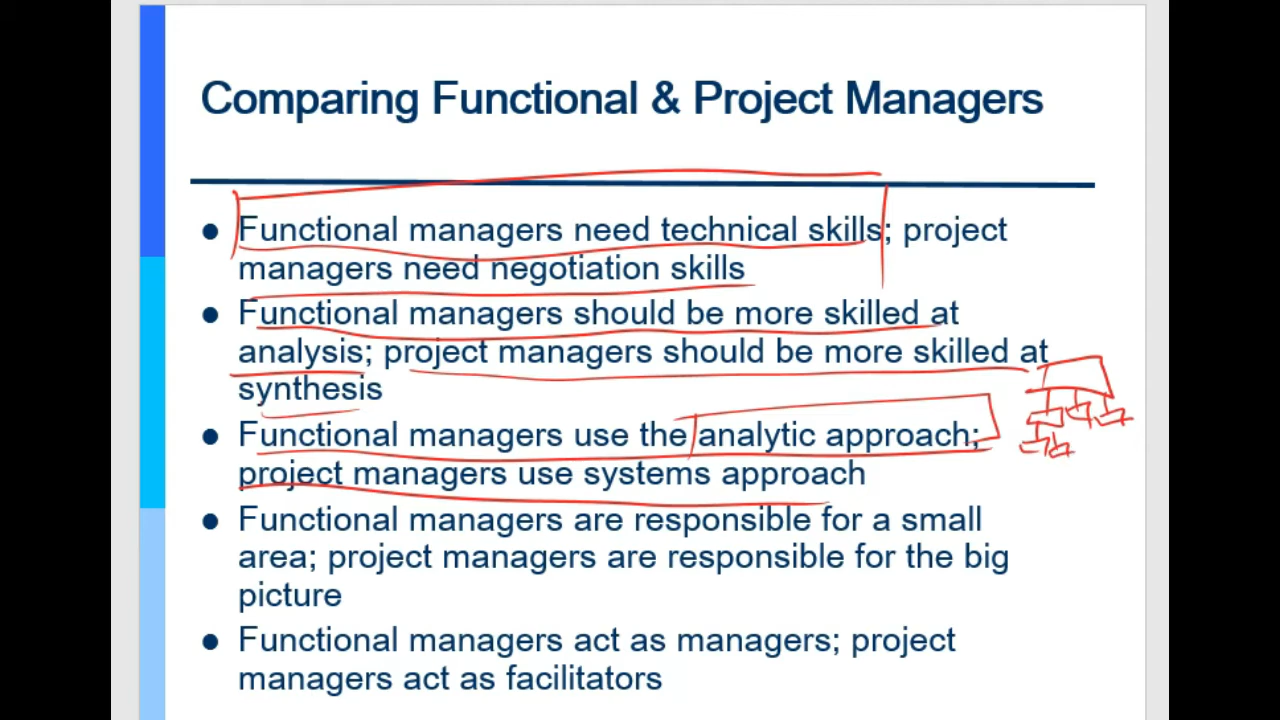 Comparing Functional & Project Managers
Functional managers need technical skills; project
managers need negotiation skills
Functional managers should be more skilled at
analysis; project managers should be more skilled at
synthesis
Functional managers use the analytic approach;
project managers use systems approach
Functional managers are responsible for a small
area; project managers are responsible for the big
picture
Functional managers act as managers; project
managers act as facilitators